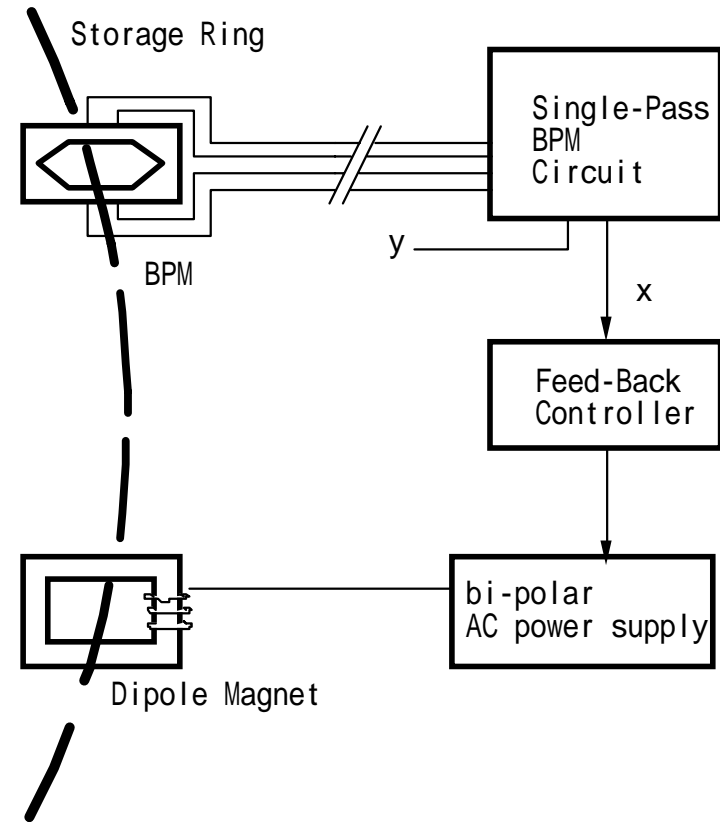 Storage Ring
Single-Pass
BPM
Circuit
y
BPM
x
Feed-Back
Controller
bi-polar
AC power supply
Dipole Magnet